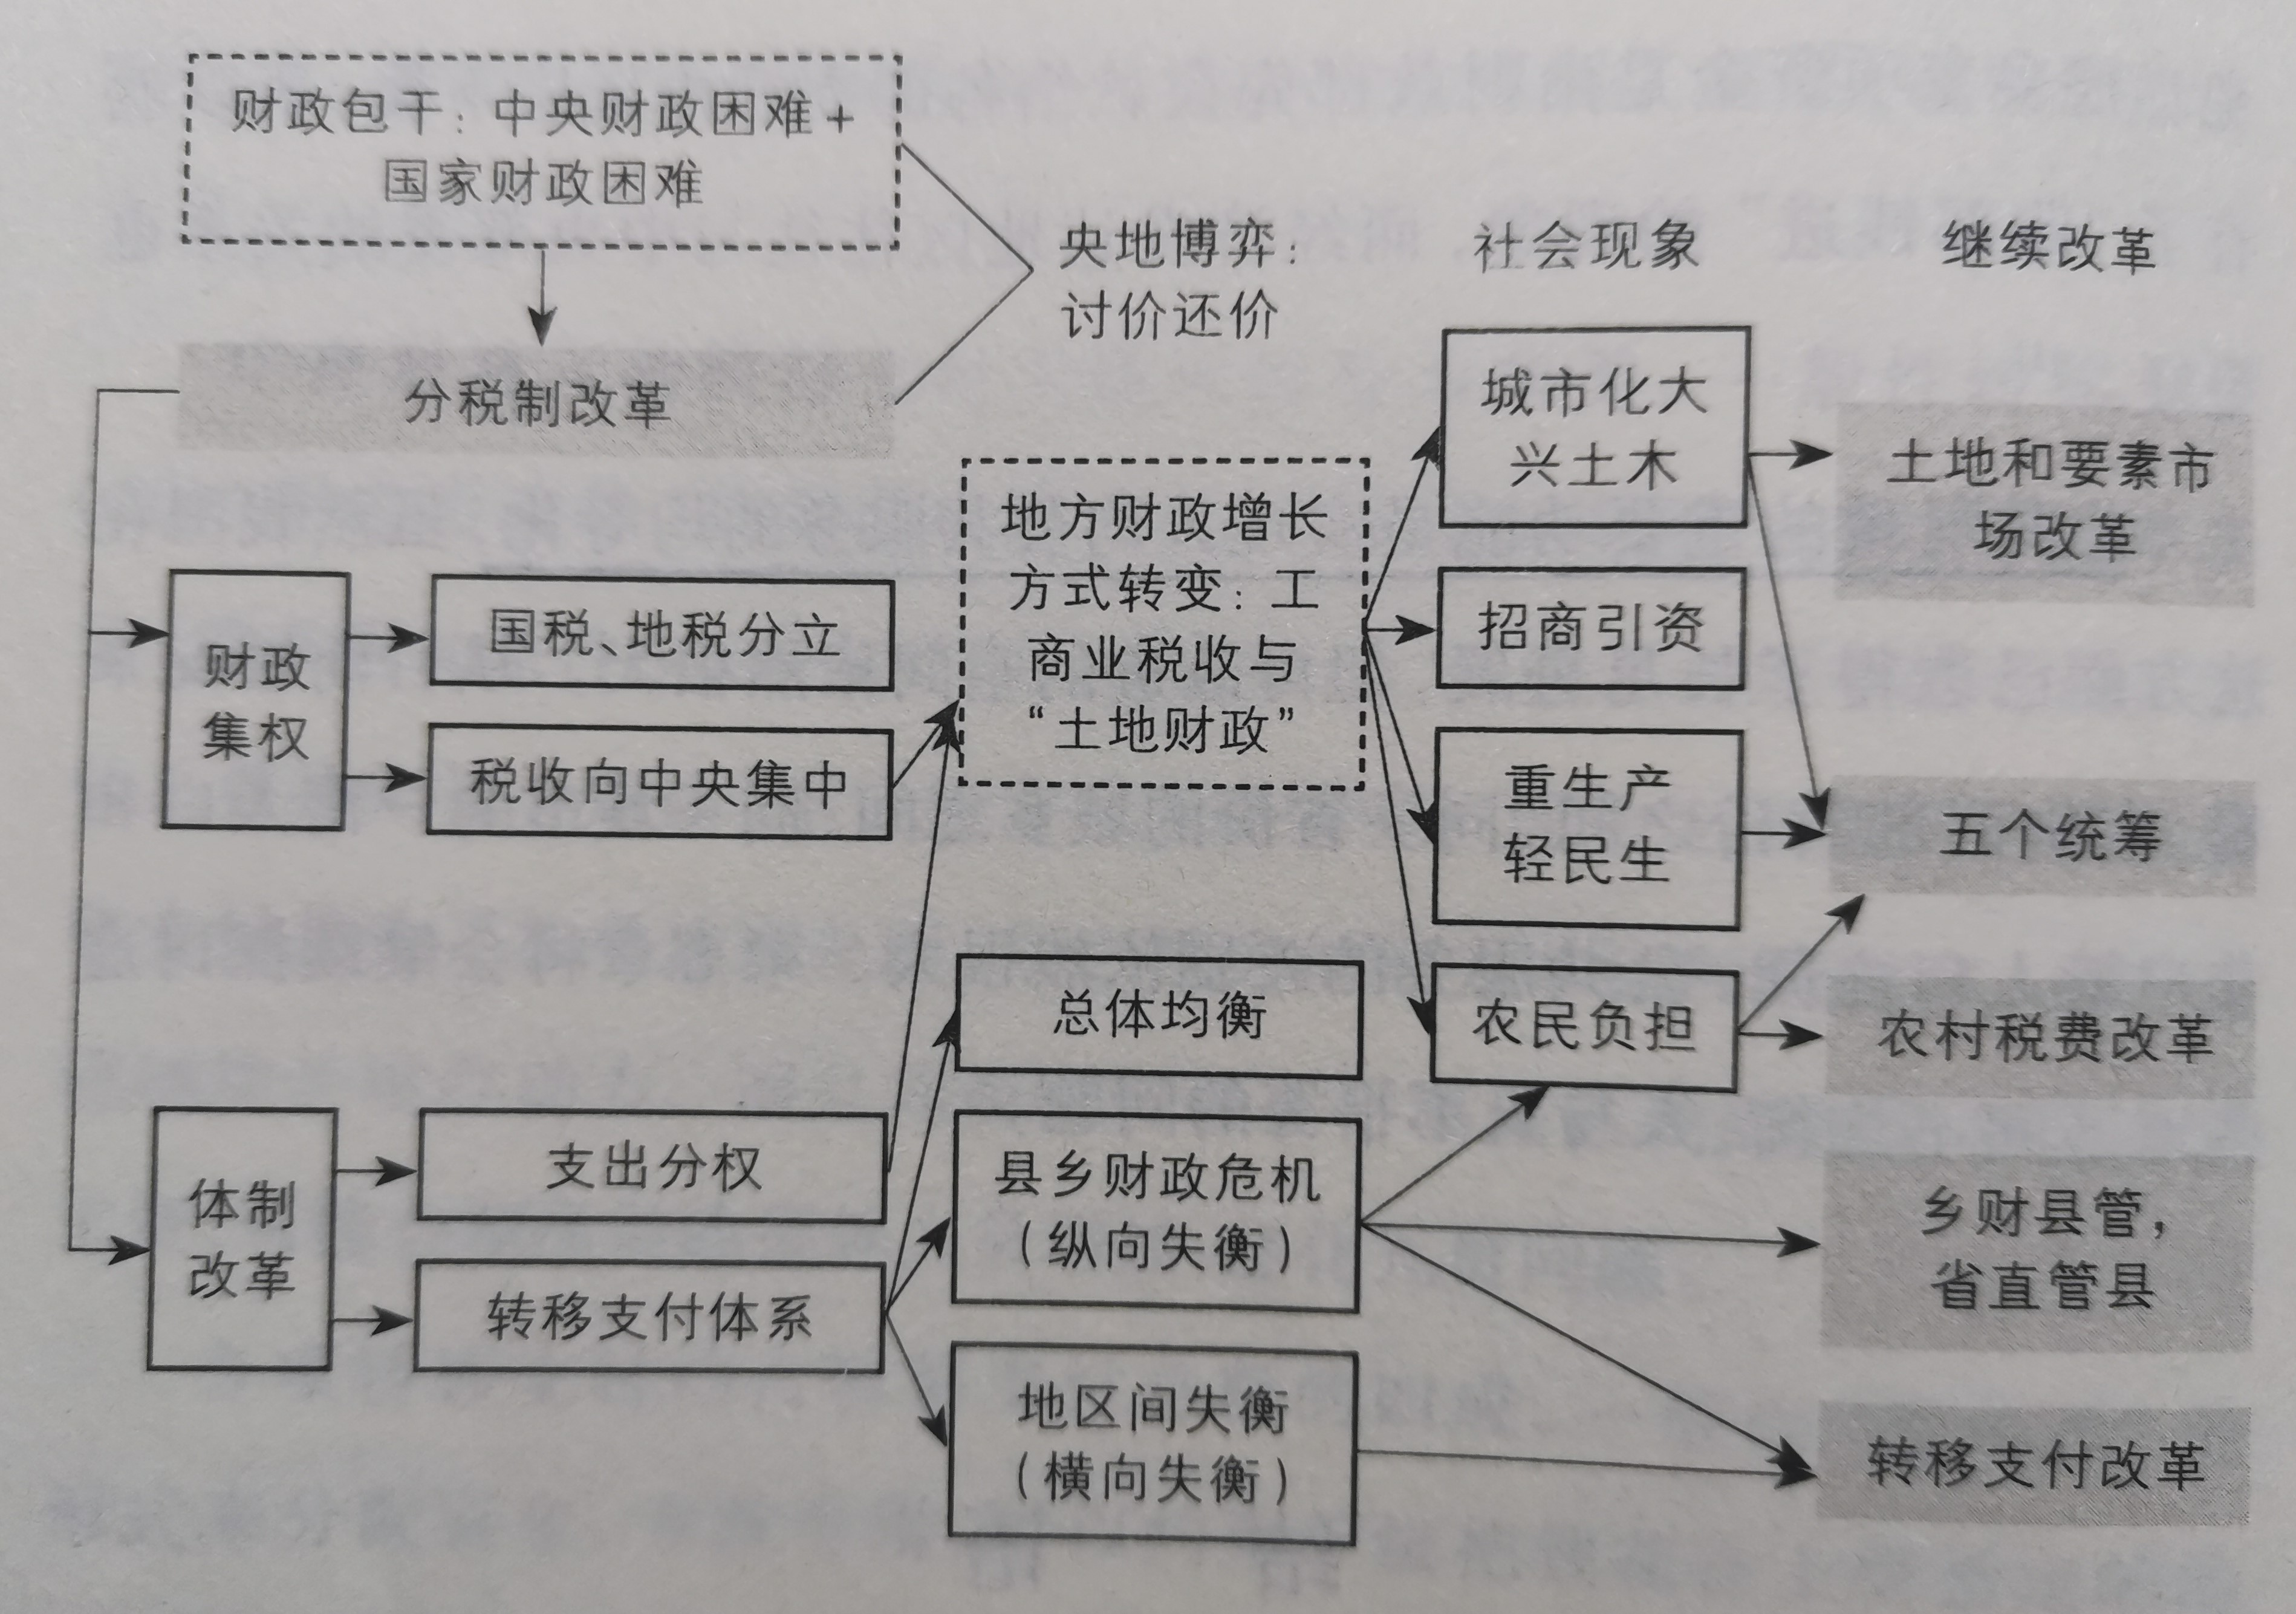 财政包干：中央财政困难+
国家财政困难
央地博弈：
讨价还价
社会现象
继续改革
分税制改革
城市化大
兴土木
土地和要素市
场改革
地方财政增长
方式转变：工
商业税收与
“土地财政”
财政
集权
国税、地税分立
税收向中央集中
招商引资
重生产
轻民生
五个统筹
总体均衡
农民负担
农村税费改革
体制
改革
支出分权
转移支付体系
县乡财政危机
（纵向失衡）
乡财县管，
省直管县
地区间失衡
（横向失衡）
转移支付改革